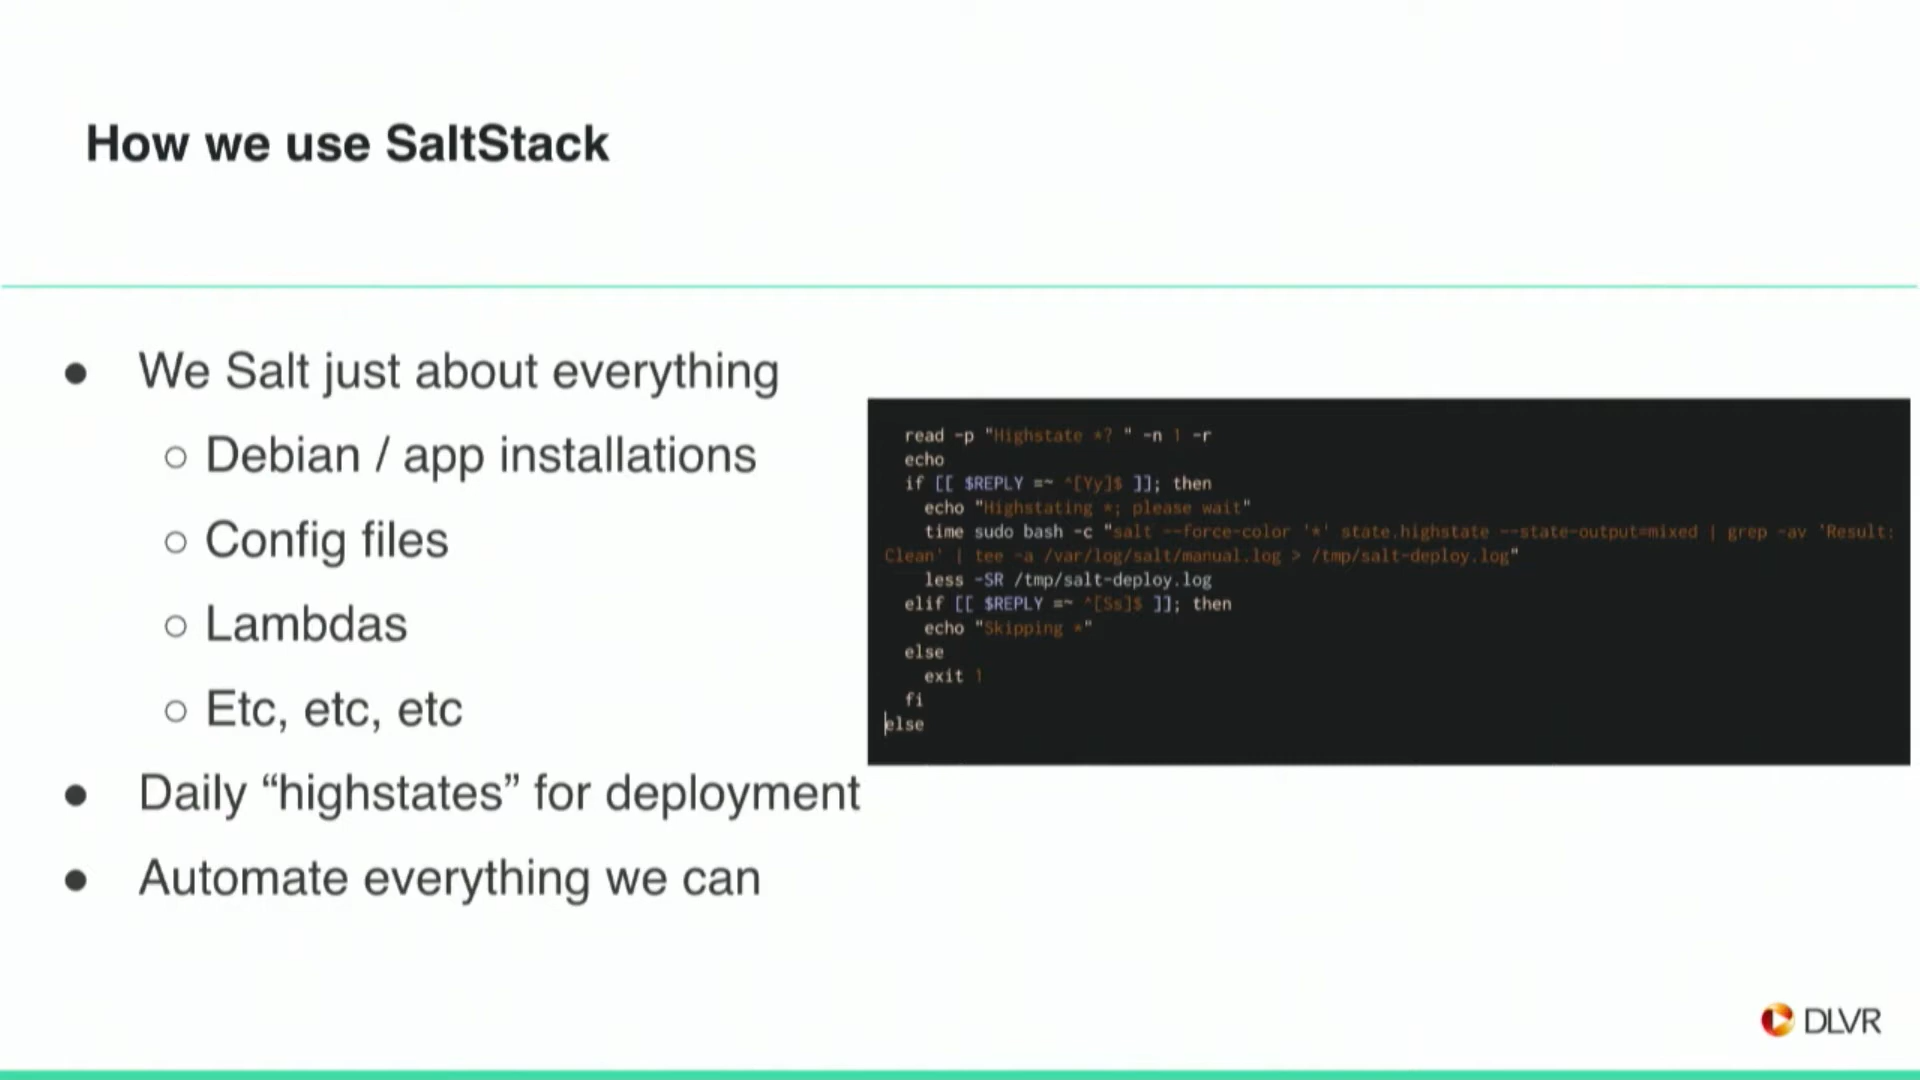 How we use SaltStack
● We Salt just about everything
○ Debian / app installations
○ Config files
○ Lambdas
○ Etc, etc, etc
● Daily “highstates” for deployment
● Automate everything we can
read -p "Highstate *? " -n 1 -r
echo
if [[ $REPLY =~ ^[Yy]$ ]]; then
echo "Highstating *; please wait"
time sudo bash -c "salt --force-color '*' state.highstate --state-output=mixed | grep -av 'Result:
Clean' | tee -a /var/log/salt/manual.log > /tmp/salt-deploy.log"
less -SR /tmp/salt-deploy.log
elif [[ $REPLY =~ ^[Ss]$ ]]; then
echo "Skipping *"
else
exit 1
fi
else
DLVR